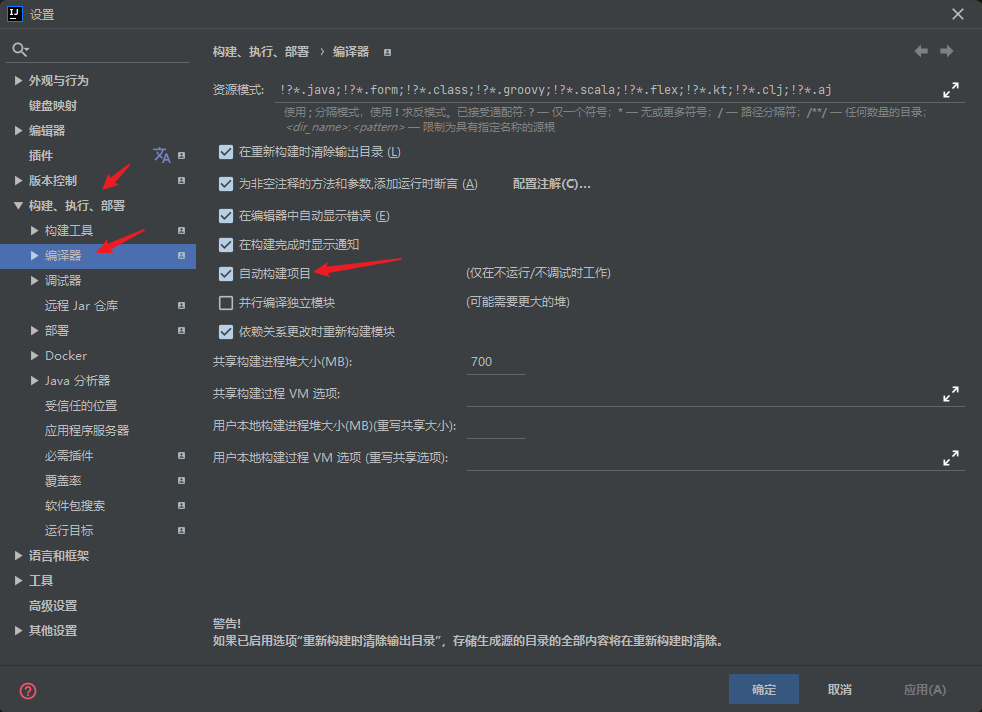 设置
外观与行为
键盘映射
编辑器
插件
版本控制
构建、执行、部署
构建工具
编译器
调试器
远程 Jar 仓库
部署
Docker
Java 分析器
受信任的位置
应用程序服务器
必需插件
覆盖率
软件包搜索
运行目标
语言和框架
工具
高级设置
其他设置
构建、执行、部署 › 编译器
资源模式: !?*.java;!?*.form;!?*.class;!?*.groovy;!?*.scala;!?*.flex;!?*.kt;!?*.clj;!?*.aj
使用 ; 分隔模式，使用 ! 求反模式。已接受通配符: ? — 仅一个符号；* — 无或更多符号；/ — 路径分隔符；/**/ — 任何数量的目录；
<dir_name>:<pattern> — 限制为具有指定名称的源根
在重新构建时清除输出目录 (L)
为非空注释的方法和参数,添加运行时断言 (A) 配置注解(C)...
在编辑器中自动显示错误 (E)
在构建完成时显示通知
自动构建项目 (仅在不运行/不调试时工作)
并行编译独立模块 (可能需要更大的堆)
依赖关系更改时重新构建模块
共享构建进程堆大小(MB): 700
共享构建过程 VM 选项:
用户本地构建进程堆大小(MB)(重写共享大小):
用户本地构建过程 VM 选项 (重写共享选项):
警告!
如果已启用选项“重新构建时清除输出目录”，存储生成源的目录的全部内容将在重新构建时清除。
确定 取消 应用(A)